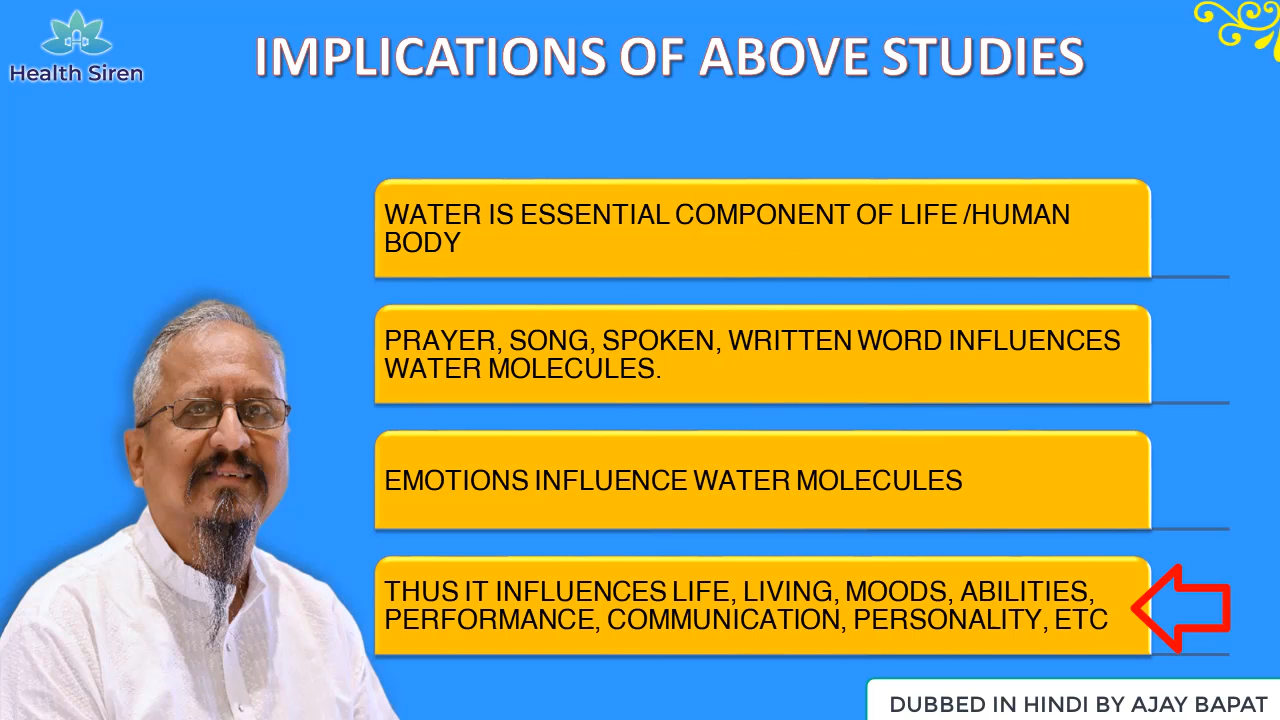 Health Siren
IMPLICATIONS OF ABOVE STUDIES
WATER IS ESSENTIAL COMPONENT OF LIFE /HUMAN
BODY
PRAYER, SONG, SPOKEN, WRITTEN WORD INFLUENCES
WATER MOLECULES.
EMOTIONS INFLUENCE WATER MOLECULES
THUS IT INFLUENCES LIFE, LIVING, MOODS, ABILITIES,
PERFORMANCE, COMMUNICATION, PERSONALITY, ETC
DUBBED IN HINDI BY AJAY BAPAT